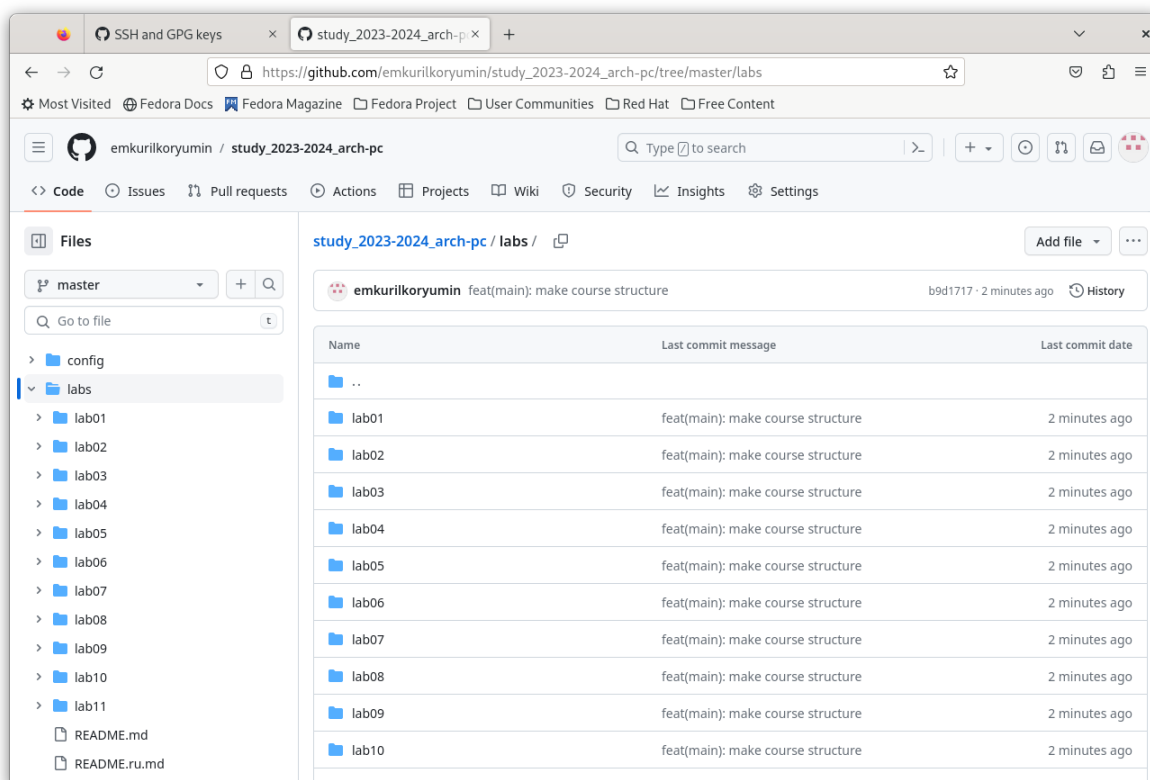 SSH and GPG keys
study_2023-2024_arch-p
https://github.com/emkurilkoryumin/study_2023-2024_arch-pc/tree/master/labs
Most Visited Fedora Docs Fedora Magazine Fedora Project User Communities Red Hat Free Content
emkurilkoryumin / study_2023-2024_arch-pc
Type / to search
Code Issues Pull requests Actions Projects Wiki Security Insights Settings
Files
master
Go to file t
config
labs
lab01
lab02
lab03
lab04
lab05
lab06
lab07
lab08
lab09
lab10
lab11
README.md
README.ru.md
study_2023-2024_arch-pc / labs /
Add file
emkurilkoryumin feat(main): make course structure b9d1717 · 2 minutes ago History
Name Last commit message Last commit date
..
lab01 feat(main): make course structure 2 minutes ago
lab02 feat(main): make course structure 2 minutes ago
lab03 feat(main): make course structure 2 minutes ago
lab04 feat(main): make course structure 2 minutes ago
lab05 feat(main): make course structure 2 minutes ago
lab06 feat(main): make course structure 2 minutes ago
lab07 feat(main): make course structure 2 minutes ago
lab08 feat(main): make course structure 2 minutes ago
lab09 feat(main): make course structure 2 minutes ago
lab10 feat(main): make course structure 2 minutes ago